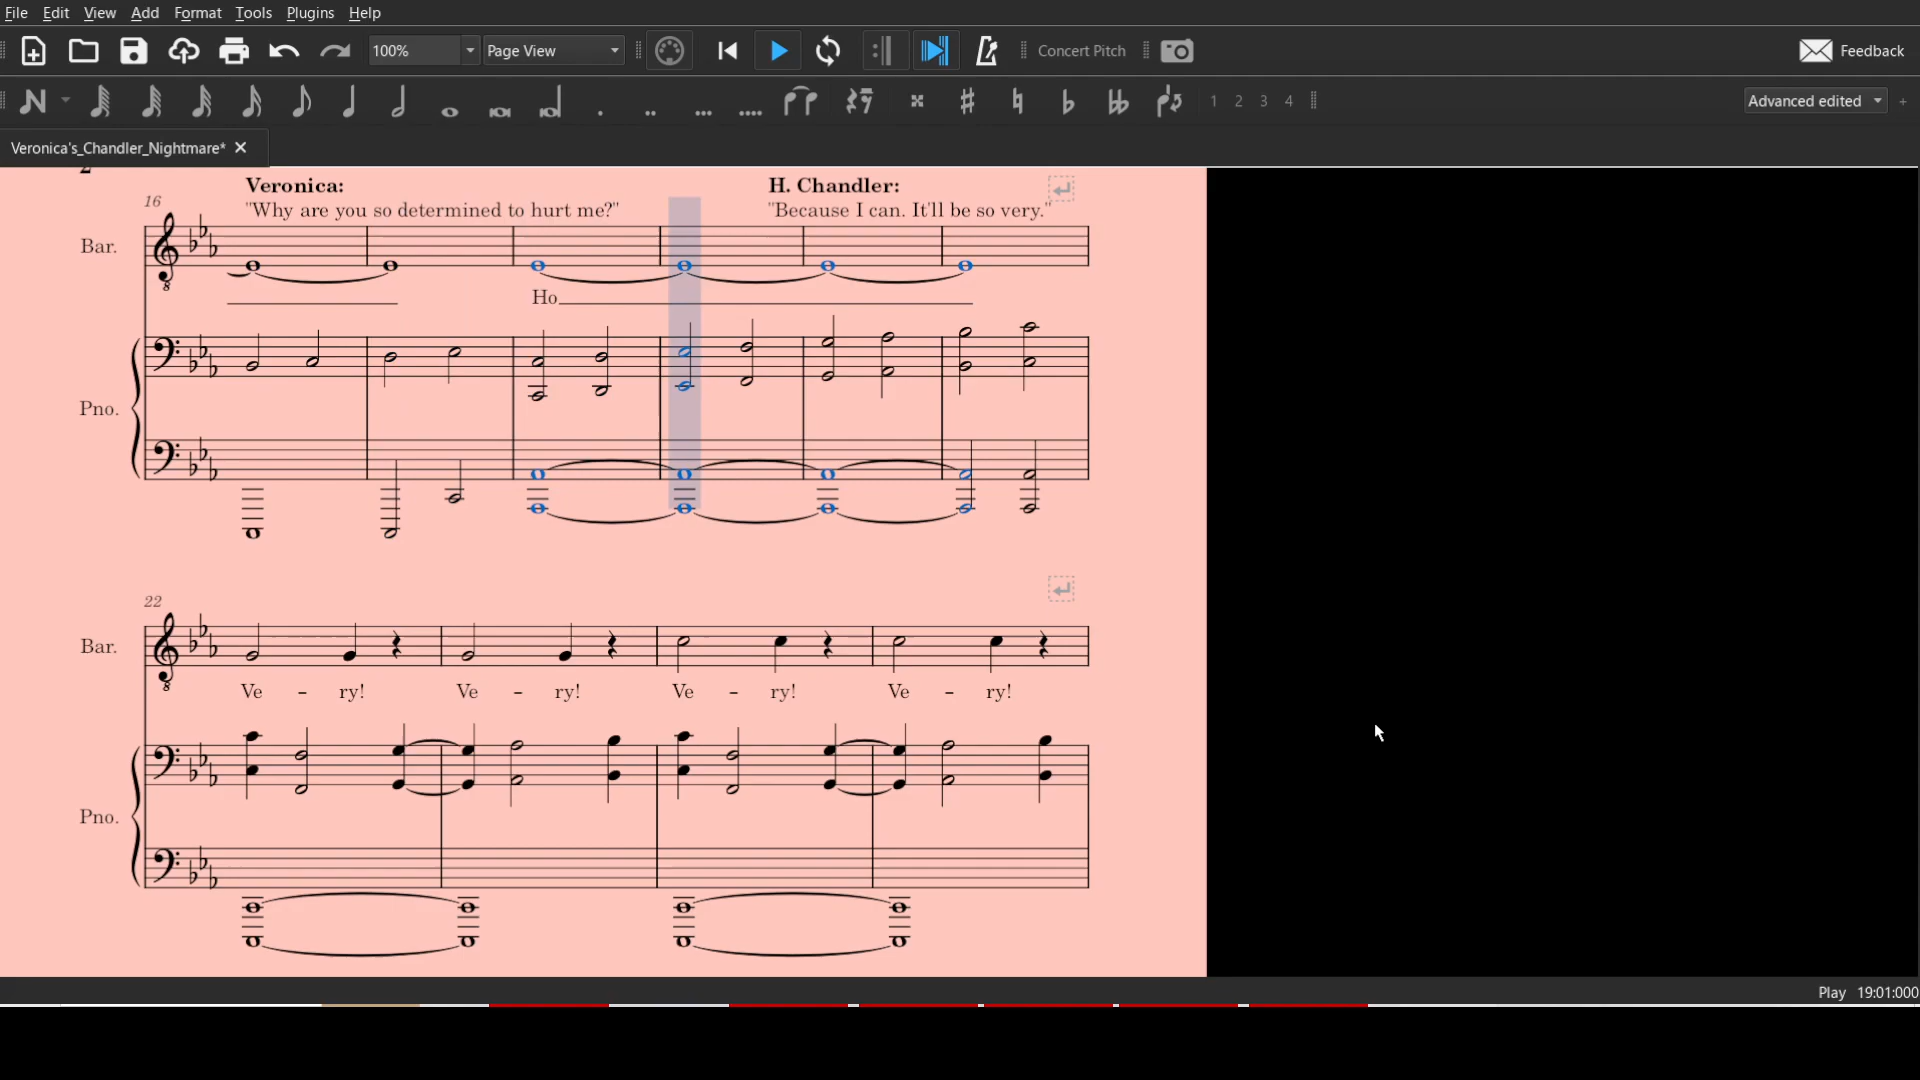 File Edit View Add Format Tools Plugins Help
100% Page View Concert Pitch Feedback
1 2 3 4 Advanced edited +
Veronica's_Chandler_Nightmare*
2
Veronica: H. Chandler:
16 "Why are you so determined to hurt me?" "Because I can. It'll be so very."
Bar.
8
Ho
Pno.
22
Bar.
8
Ve - ry! Ve - ry! Ve - ry! Ve - ry!
Pno.
Play 19:01:000